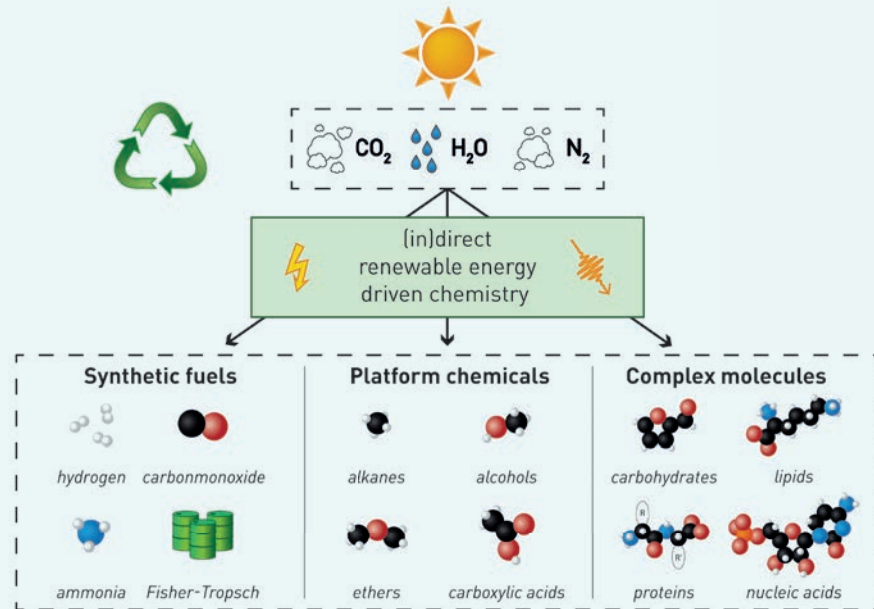 CO₂ H₂O N₂
(in)direct
renewable energy
driven chemistry
Synthetic fuels Platform chemicals Complex molecules
hydrogen carbonmonoxide alkanes alcohols carbohydrates lipids
R
R'
ammonia Fisher-Tropsch ethers carboxylic acids proteins nucleic acids